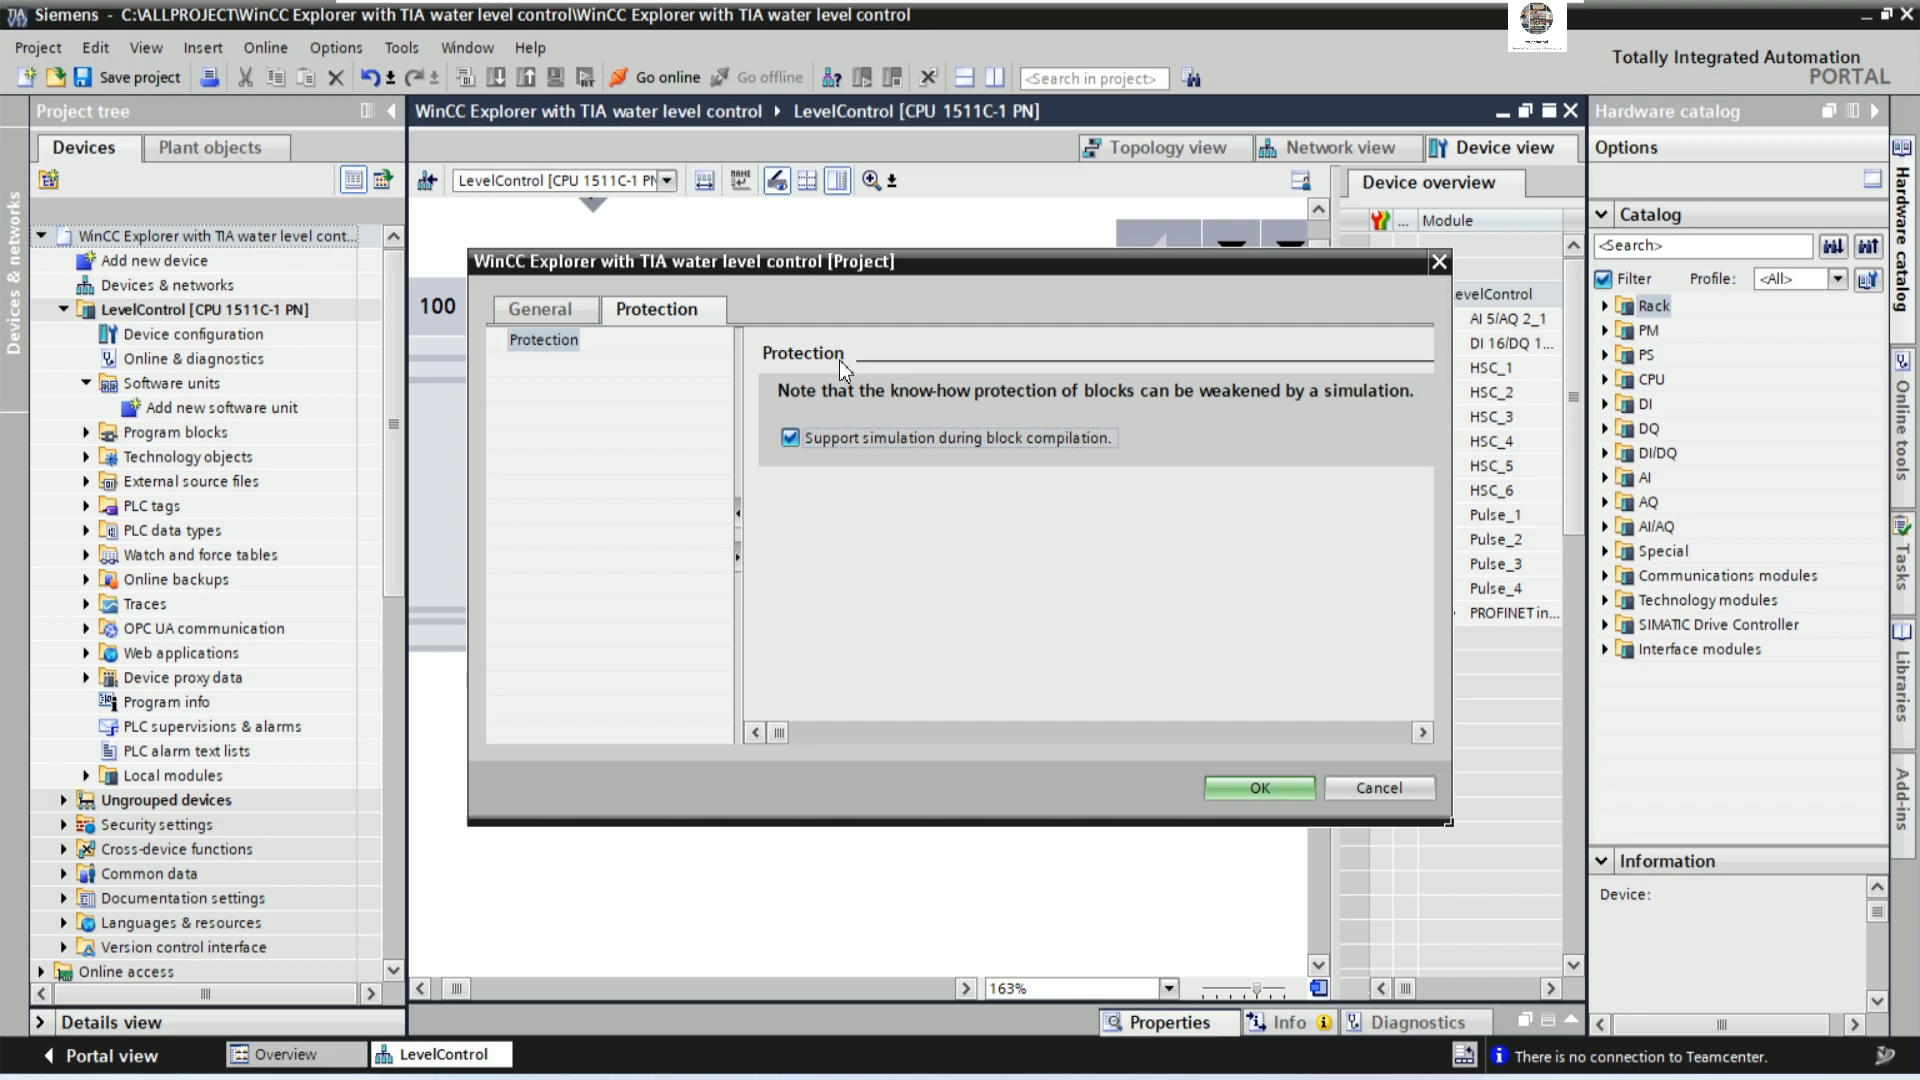 Siemens - C:\ALLPROJECT\WinCC Explorer with TIA water level control\WinCC Explorer with TIA water level control
Project Edit View Insert Online Options Tools Window Help
Totally Integrated Automation
PORTAL
Save project
Go online
Go offline
<Search in project>
Project tree
WinCC Explorer with TIA water level control
LevelControl [CPU 1511C-1 PN]
Hardware catalog
Devices
Plant objects
Topology view
Network view
Device view
Options
LevelControl [CPU 1511C-1 PN
Device overview
... Module
Catalog
<Search>
Filter
Profile:
<All>
WinCC Explorer with TIA water level cont...
Add new device
Devices & networks
LevelControl [CPU 1511C-1 PN]
Device configuration
Online & diagnostics
Software units
Add new software unit
Program blocks
Technology objects
External source files
PLC tags
PLC data types
Watch and force tables
Online backups
Traces
OPC UA communication
Web applications
Device proxy data
Program info
PLC supervisions & alarms
PLC alarm text lists
Local modules
Ungrouped devices
Security settings
Cross-device functions
Common data
Documentation settings
Languages & resources
Version control interface
Online access
Details view
100
WinCC Explorer with TIA water level control [Project]
General
Protection
Protection
Protection
Note that the know-how protection of blocks can be weakened by a simulation.
Support simulation during block compilation.
OK
Cancel
evelControl
AI 5/AQ 2_1
DI 16/DQ 1...
HSC_1
HSC_2
HSC_3
HSC_4
HSC_5
HSC_6
Pulse_1
Pulse_2
Pulse_3
Pulse_4
PROFINET in...
Rack
PM
PS
CPU
DI
DQ
DI/DQ
AI
AQ
AI/AQ
Special
Communications modules
Technology modules
SIMATIC Drive Controller
Interface modules
Information
Device:
163%
Properties
Info
Diagnostics
Portal view
Overview
LevelControl
There is no connection to Teamcenter.
Devices & networks
Hardware catalog
Online tools
Tasks
Libraries
Add-ins